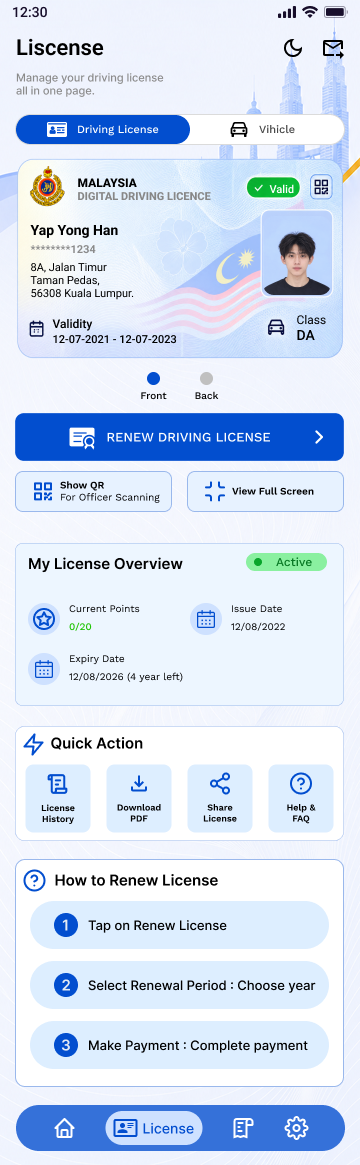 12:30
Liscense
Manage your driving license
all in one page.
Driving License
Vihicle
MALAYSIA
DIGITAL DRIVING LICENCE
Valid
Yap Yong Han
********1234
8A, Jalan Timur
Taman Pedas,
56308 Kuala Lumpur.
Validity
12-07-2021 - 12-07-2023
Class
DA
Front
Back
RENEW DRIVING LICENSE
Show QR
For Officer Scanning
View Full Screen
My License Overview
Active
Current Points
0/20
Issue Date
12/08/2022
Expiry Date
12/08/2026 (4 year left)
Quick Action
License
History
Download
PDF
Share
License
Help &
FAQ
How to Renew License
1 Tap on Renew License
2 Select Renewal Period : Choose year
3 Make Payment : Complete payment
License